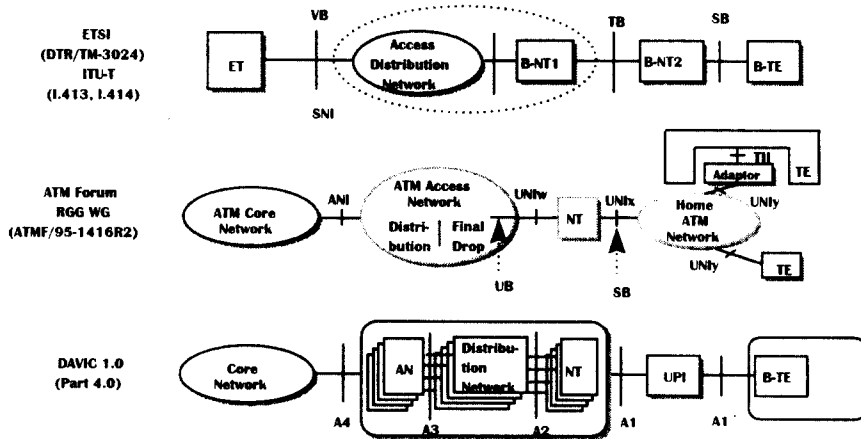 ETSI
(DTR/TM-3024)
ITU-T
(I.413, I.414)
ET
VB
SNI
Access
Distribution
Network
B-NT1
TB
B-NT2
SB
B-TE
ATM Forum
RGG WG
(ATMF/95-1416R2)
ATM Core
Network
ANI
ATM Access
Network
Distri-
bution
Final
Drop
UNIw
UB
NT
UNIx
SB
Home
ATM
Network
TII
Adaptor
TE
UNIy
UNIy
TE
DAVIC 1.0
(Part 4.0)
Core
Network
A4
AN
A3
Distribu-
tion
Network
A2
NT
A1
UPI
A1
B-TE